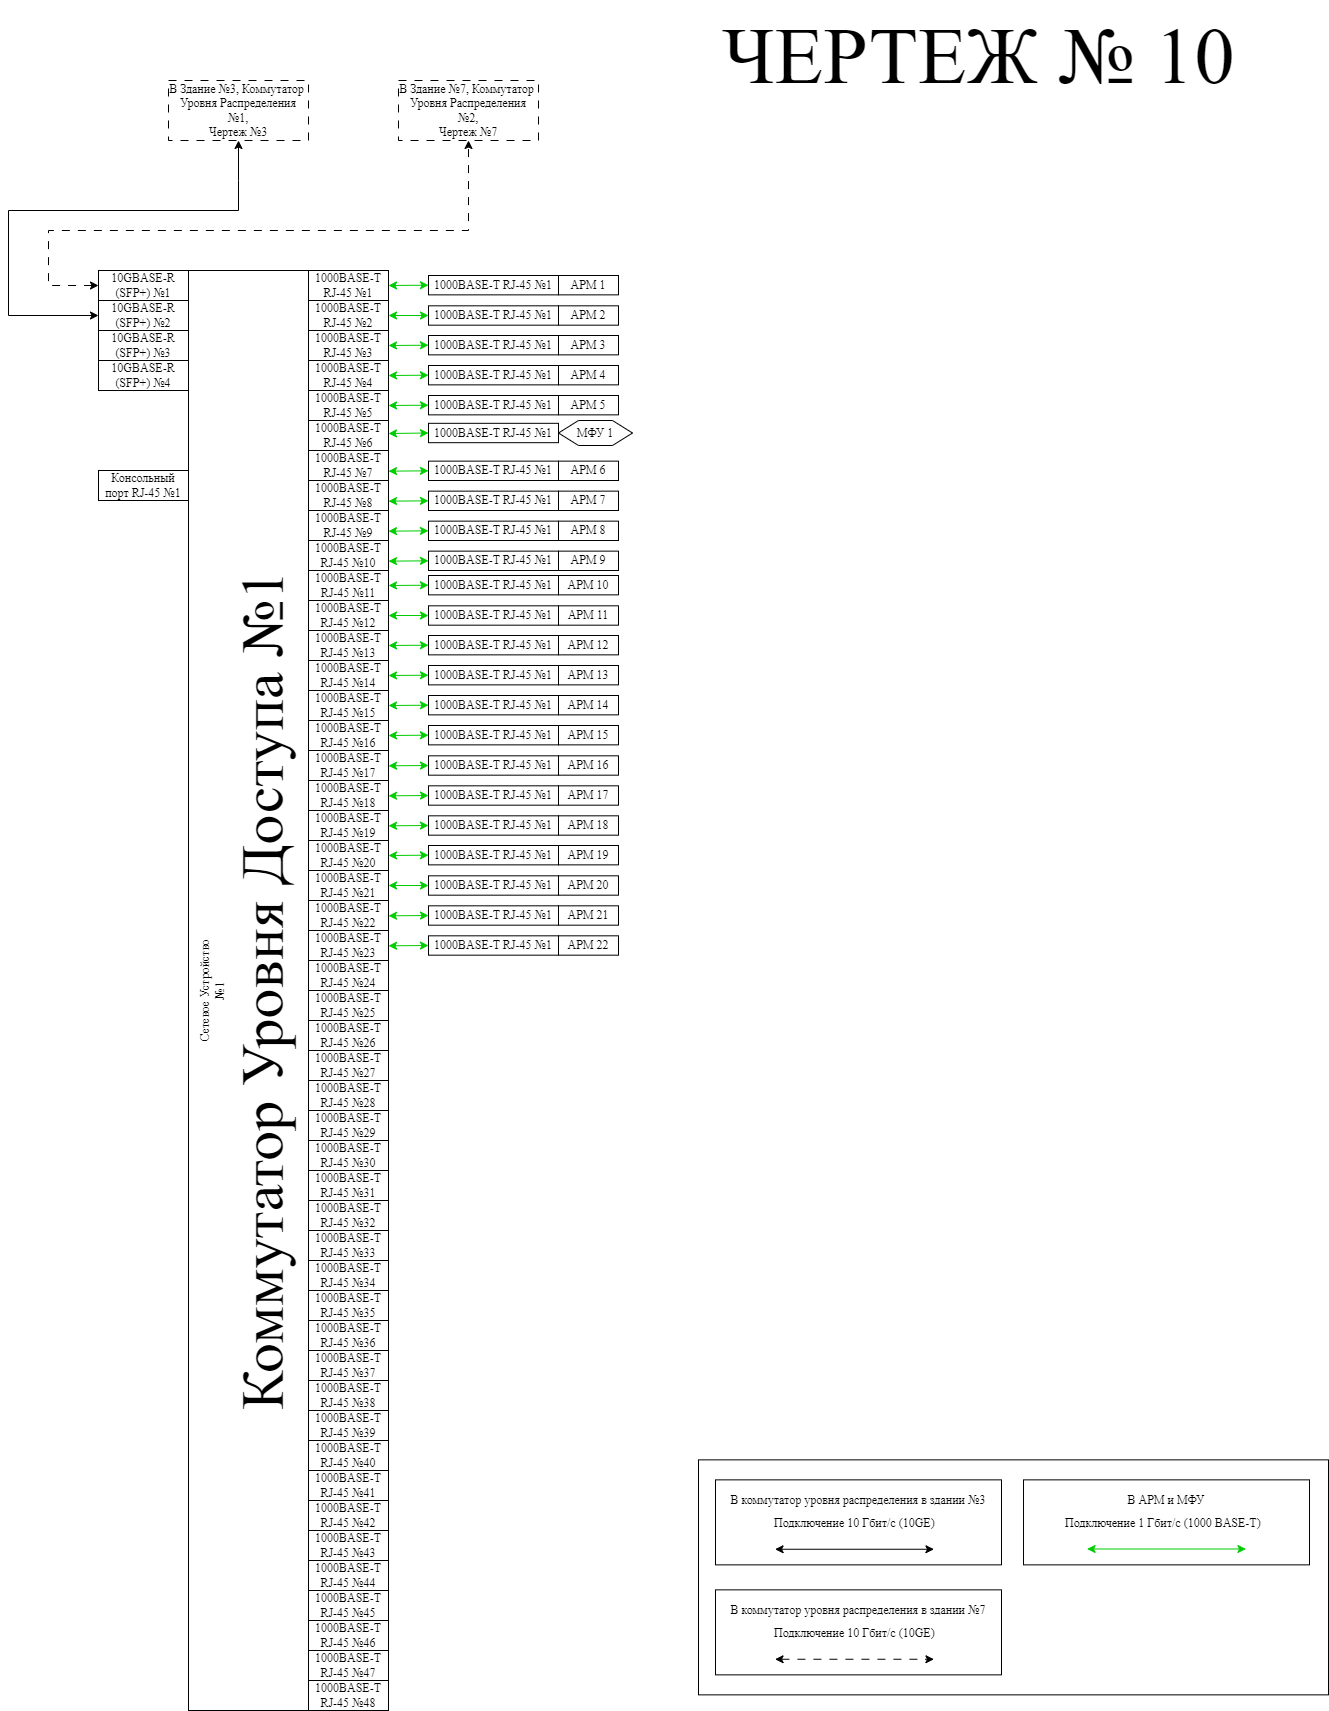 ЧЕРТЕЖ № 10
В Здание №3, Коммутатор
Уровня Распределения
№1,
Чертеж №3
В Здание №7, Коммутатор
Уровня Распределения
№2,
Чертеж №7
10GBASE-R
(SFP+) №1
10GBASE-R
(SFP+) №2
10GBASE-R
(SFP+) №3
10GBASE-R
(SFP+) №4
Консольный
порт RJ-45 №1
Сетевое Устройство
№1
Коммутатор Уровня Доступа №1
1000BASE-T
RJ-45 №1
1000BASE-T RJ-45 №1 АРМ 1
1000BASE-T
RJ-45 №2
1000BASE-T RJ-45 №1 АРМ 2
1000BASE-T
RJ-45 №3
1000BASE-T RJ-45 №1 АРМ 3
1000BASE-T
RJ-45 №4
1000BASE-T RJ-45 №1 АРМ 4
1000BASE-T
RJ-45 №5
1000BASE-T RJ-45 №1 АРМ 5
1000BASE-T
RJ-45 №6
1000BASE-T RJ-45 №1 МФУ 1
1000BASE-T
RJ-45 №7
1000BASE-T RJ-45 №1 АРМ 6
1000BASE-T
RJ-45 №8
1000BASE-T RJ-45 №1 АРМ 7
1000BASE-T
RJ-45 №9
1000BASE-T RJ-45 №1 АРМ 8
1000BASE-T
RJ-45 №10
1000BASE-T RJ-45 №1 АРМ 9
1000BASE-T
RJ-45 №11
1000BASE-T RJ-45 №1 АРМ 10
1000BASE-T
RJ-45 №12
1000BASE-T RJ-45 №1 АРМ 11
1000BASE-T
RJ-45 №13
1000BASE-T RJ-45 №1 АРМ 12
1000BASE-T
RJ-45 №14
1000BASE-T RJ-45 №1 АРМ 13
1000BASE-T
RJ-45 №15
1000BASE-T RJ-45 №1 АРМ 14
1000BASE-T
RJ-45 №16
1000BASE-T RJ-45 №1 АРМ 15
1000BASE-T
RJ-45 №17
1000BASE-T RJ-45 №1 АРМ 16
1000BASE-T
RJ-45 №18
1000BASE-T RJ-45 №1 АРМ 17
1000BASE-T
RJ-45 №19
1000BASE-T RJ-45 №1 АРМ 18
1000BASE-T
RJ-45 №20
1000BASE-T RJ-45 №1 АРМ 19
1000BASE-T
RJ-45 №21
1000BASE-T RJ-45 №1 АРМ 20
1000BASE-T
RJ-45 №22
1000BASE-T RJ-45 №1 АРМ 21
1000BASE-T
RJ-45 №23
1000BASE-T RJ-45 №1 АРМ 22
1000BASE-T
RJ-45 №24
1000BASE-T
RJ-45 №25
1000BASE-T
RJ-45 №26
1000BASE-T
RJ-45 №27
1000BASE-T
RJ-45 №28
1000BASE-T
RJ-45 №29
1000BASE-T
RJ-45 №30
1000BASE-T
RJ-45 №31
1000BASE-T
RJ-45 №32
1000BASE-T
RJ-45 №33
1000BASE-T
RJ-45 №34
1000BASE-T
RJ-45 №35
1000BASE-T
RJ-45 №36
1000BASE-T
RJ-45 №37
1000BASE-T
RJ-45 №38
1000BASE-T
RJ-45 №39
1000BASE-T
RJ-45 №40
1000BASE-T
RJ-45 №41
1000BASE-T
RJ-45 №42
1000BASE-T
RJ-45 №43
1000BASE-T
RJ-45 №44
1000BASE-T
RJ-45 №45
1000BASE-T
RJ-45 №46
1000BASE-T
RJ-45 №47
1000BASE-T
RJ-45 №48
В коммутатор уровня распределения в здании №3
Подключение 10 Гбит/с (10GE)
В АРМ и МФУ
Подключение 1 Гбит/с (1000 BASE-T)
В коммутатор уровня распределения в здании №7
Подключение 10 Гбит/с (10GE)